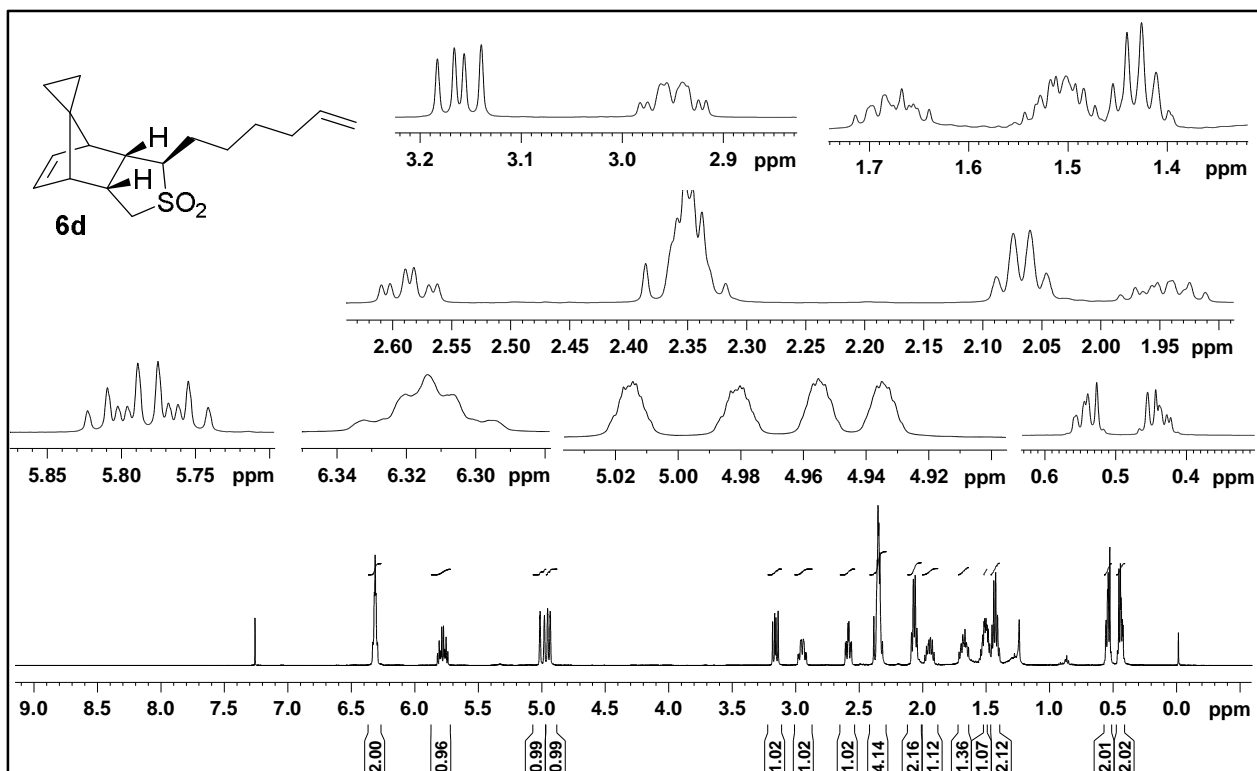 H
H
SO2
6d
3.2 3.1 3.0 2.9 ppm
1.7 1.6 1.5 1.4 ppm
2.60 2.55 2.50 2.45 2.40 2.35 2.30 2.25 2.20 2.15 2.10 2.05 2.00 1.95 ppm
5.85 5.80 5.75 ppm
6.34 6.32 6.30 ppm
5.02 5.00 4.98 4.96 4.94 4.92 ppm
0.6 0.5 0.4 ppm
9.0 8.5 8.0 7.5 7.0 6.5 6.0 5.5 5.0 4.5 4.0 3.5 3.0 2.5 2.0 1.5 1.0 0.5 0.0 ppm
2.00 0.96 0.99 0.99 1.02 1.02 1.02 4.14 2.16 1.12 1.36 1.07 2.12 2.01 2.02